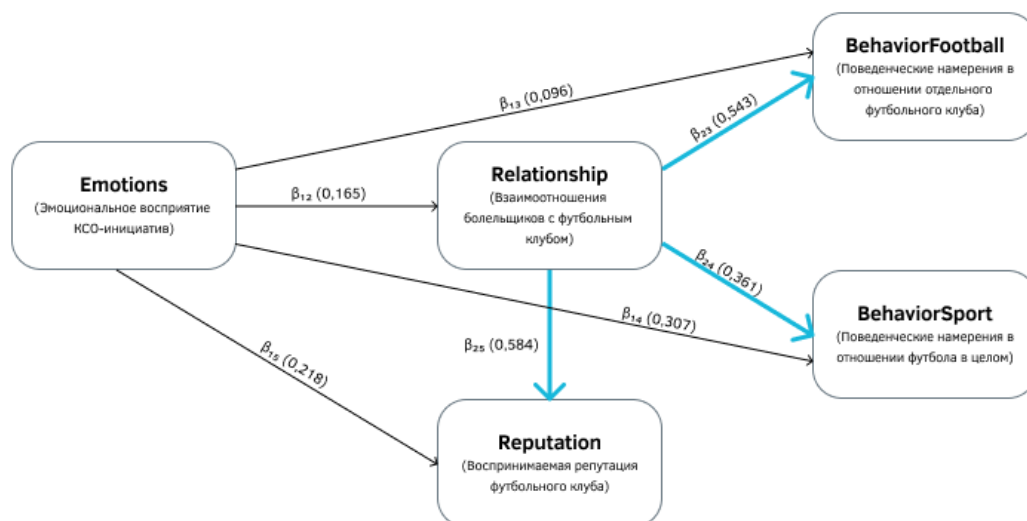 BehaviorFootball
(Поведенческие намерения в
отношении отдельного
футбольного клуба)
β₁₃ (0,096)
β₂₃ (0,543)
Emotions
(Эмоциональное восприятие
КСО-инициатив)
β₁₂ (0,165)
Relationship
(Взаимоотношения
болельщиков с футбольным
клубом)
β₂₄ (0,361)
BehaviorSport
(Поведенческие намерения в
отношении футбола в целом)
β₁₄ (0,307)
β₂₅ (0,584)
β₁₅ (0,218)
Reputation
(Воспринимаемая репутация
футбольного клуба)